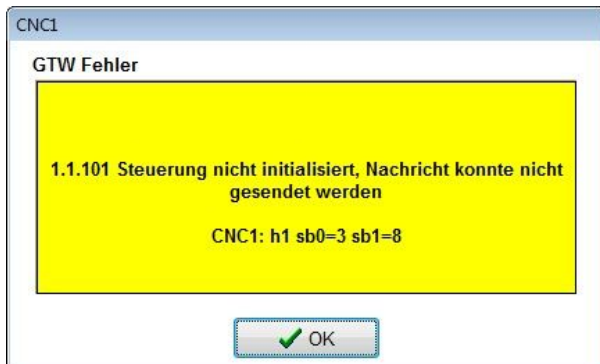 CNC1
GTW Fehler
1.1.101 Steuerung nicht initialisiert, Nachricht konnte nicht
gesendet werden
CNC1: h1 sb0=3 sb1=8
OK